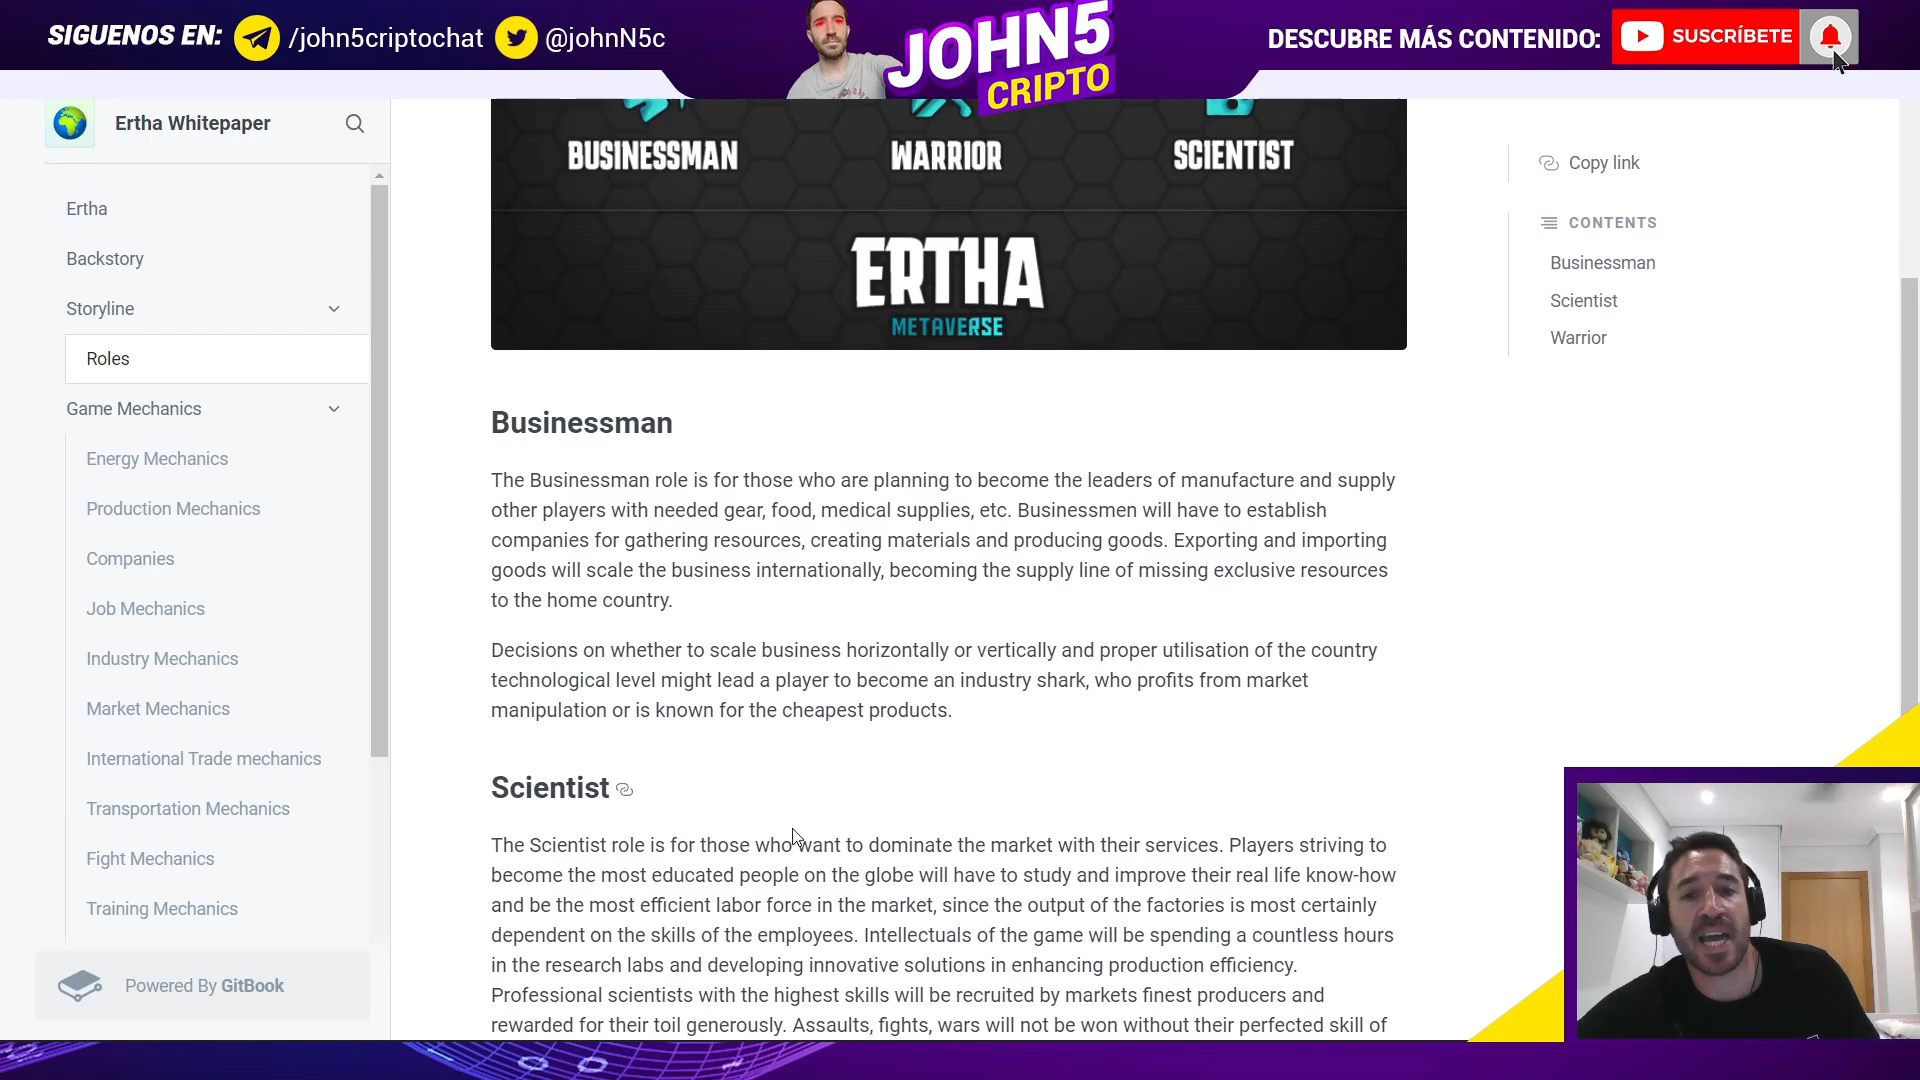 SIGUENOS EN:
/john5criptochat
@johnN5c
JOHN5
CRIPTO
DESCUBRE MÁS CONTENIDO:
SUSCRÍBETE
Ertha Whitepaper
Ertha
Backstory
Storyline
Roles
Game Mechanics
Energy Mechanics
Production Mechanics
Companies
Job Mechanics
Industry Mechanics
Market Mechanics
International Trade mechanics
Transportation Mechanics
Fight Mechanics
Training Mechanics
Powered By GitBook
BUSINESSMAN
WARRIOR
SCIENTIST
ERTHA
METAVERSE
Businessman
The Businessman role is for those who are planning to become the leaders of manufacture and supply
other players with needed gear, food, medical supplies, etc. Businessmen will have to establish
companies for gathering resources, creating materials and producing goods. Exporting and importing
goods will scale the business internationally, becoming the supply line of missing exclusive resources
to the home country.
Decisions on whether to scale business horizontally or vertically and proper utilisation of the country
technological level might lead a player to become an industry shark, who profits from market
manipulation or is known for the cheapest products.
Scientist
The Scientist role is for those who want to dominate the market with their services. Players striving to
become the most educated people on the globe will have to study and improve their real life know-how
and be the most efficient labor force in the market, since the output of the factories is most certainly
dependent on the skills of the employees. Intellectuals of the game will be spending a countless hours
in the research labs and developing innovative solutions in enhancing production efficiency.
Professional scientists with the highest skills will be recruited by markets finest producers and
rewarded for their toil generously. Assaults, fights, wars will not be won without their perfected skill of
Copy link
CONTENTS
Businessman
Scientist
Warrior